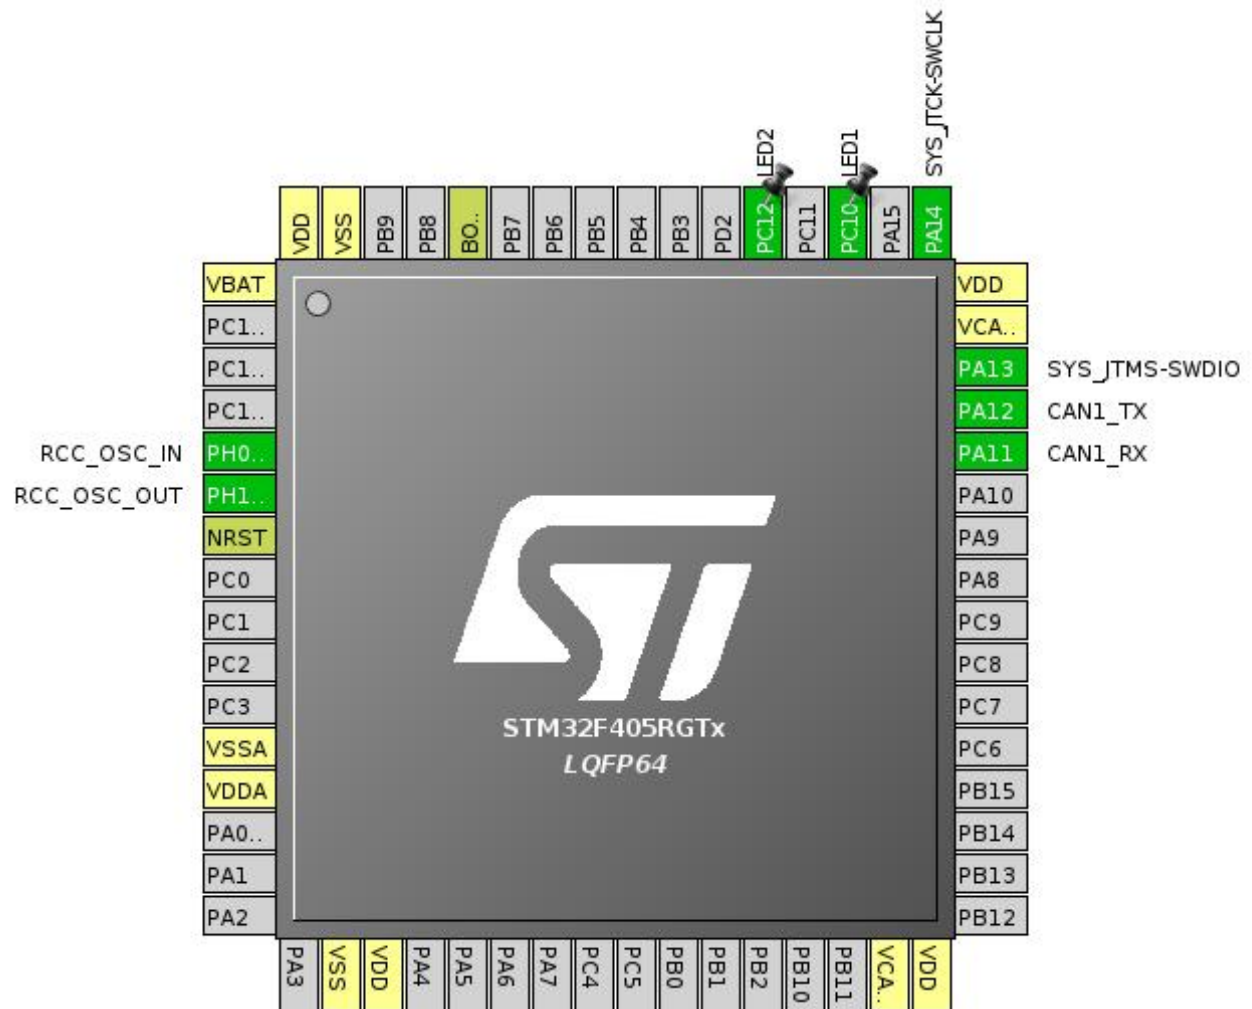 LED2
LED1
SYS_JTCK-SWCLK
VDD
VSS
PB9
PB8
BO..
PB7
PB6
PB5
PB4
PB3
PD2
PC12
PC11
PC10
PA15
PA14
VBAT
PC1..
PC1..
PC1..
RCC_OSC_IN PH0..
RCC_OSC_OUT PH1..
NRST
PC0
PC1
PC2
PC3
VSSA
VDDA
PA0..
PA1
PA2
ST
STM32F405RGTx
LQFP64
VDD
VCA..
PA13 SYS_JTMS-SWDIO
PA12 CAN1_TX
PA11 CAN1_RX
PA10
PA9
PA8
PC9
PC8
PC7
PC6
PB15
PB14
PB13
PB12
PA3
VSS
VDD
PA4
PA5
PA6
PA7
PC4
PC5
PB0
PB1
PB2
PB10
PB11
VCA..
VDD